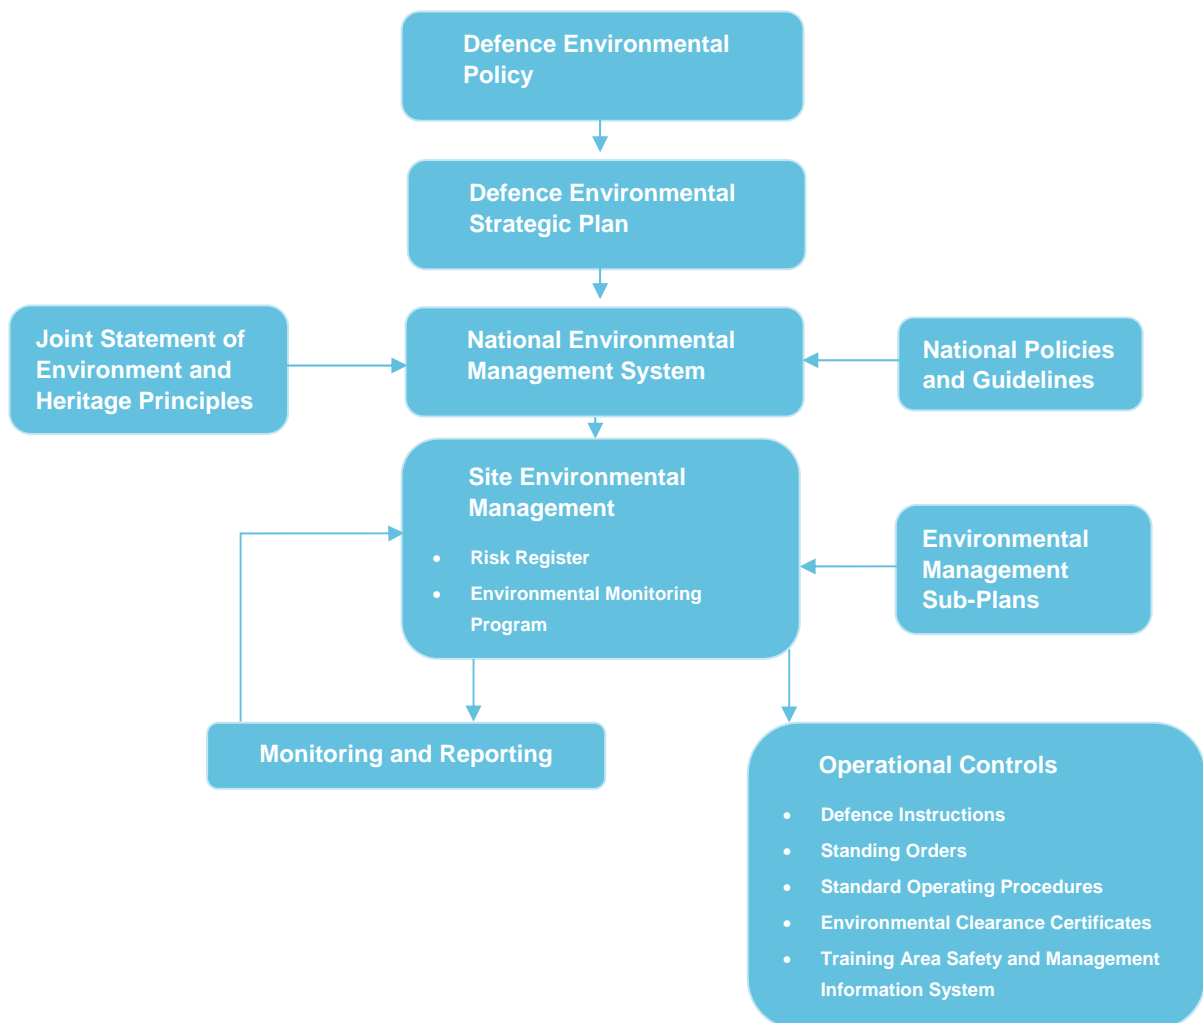 Defence Environmental
Policy
Defence Environmental
Strategic Plan
Joint Statement of
Environment and
Heritage Principles
National Environmental
Management System
National Policies
and Guidelines
Site Environmental
Management
• Risk Register
• Environmental Monitoring
Program
Environmental
Management
Sub-Plans
Monitoring and Reporting
Operational Controls
• Defence Instructions
• Standing Orders
• Standard Operating Procedures
• Environmental Clearance Certificates
• Training Area Safety and Management
Information System